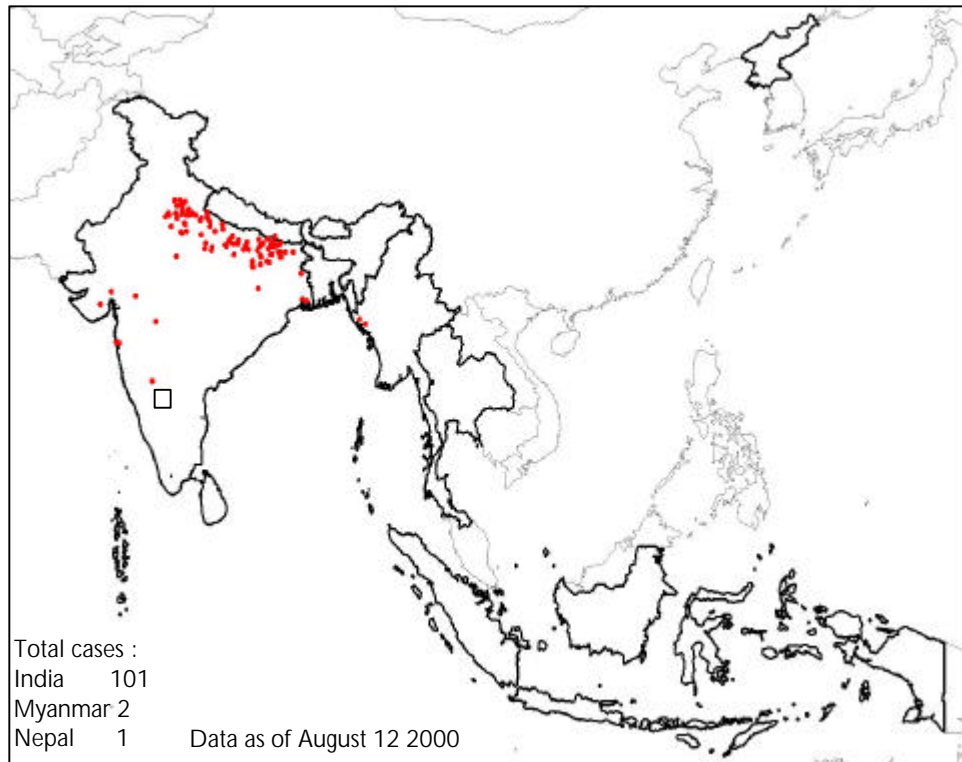 Total cases :
India 101
Myanmar 2
Nepal 1
Data as of August 12 2000